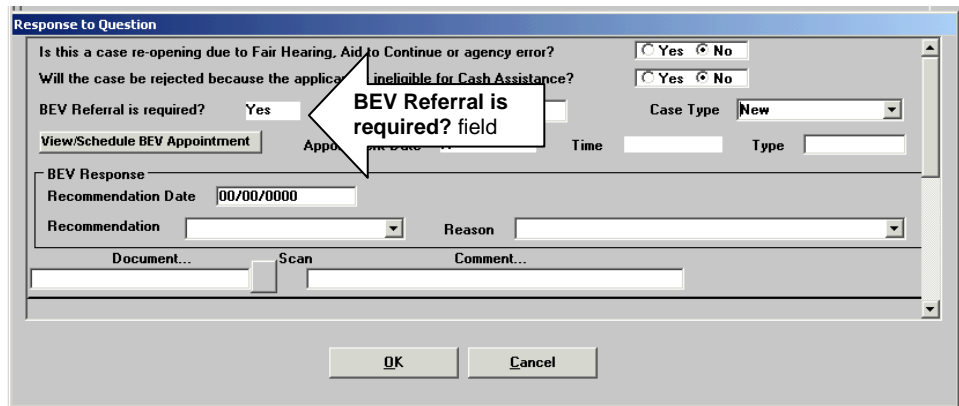 Response to Question
Is this a case re-opening due to Fair Hearing, Aid to Continue or agency error? Yes No
Will the case be rejected because the applicant ineligible for Cash Assistance? Yes No
BEV Referral is required? Yes Case Type New
BEV Referral is
required? field
View/Schedule BEV Appointment Date Time Type
BEV Response
Recommendation Date 00/00/0000
Recommendation Reason
Document... Scan Comment...
OK Cancel